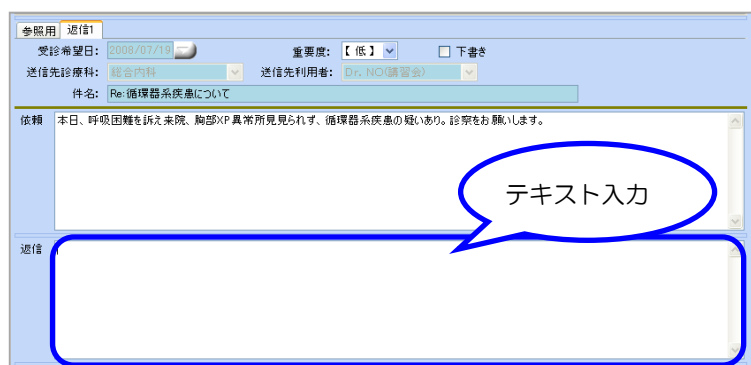 参照用 返信1
受診希望日: 2008/07/19 重要度: 【低】 下書き
送信先診療科: 総合内科 送信先利用者: Dr. NO(講習会)
件名: Re:循環器系疾患について
依頼 本日、呼吸困難を訴え来院、胸部XP異常所見見られず、循環器系疾患の疑いあり。診察をお願いします。
テキスト入力
返信